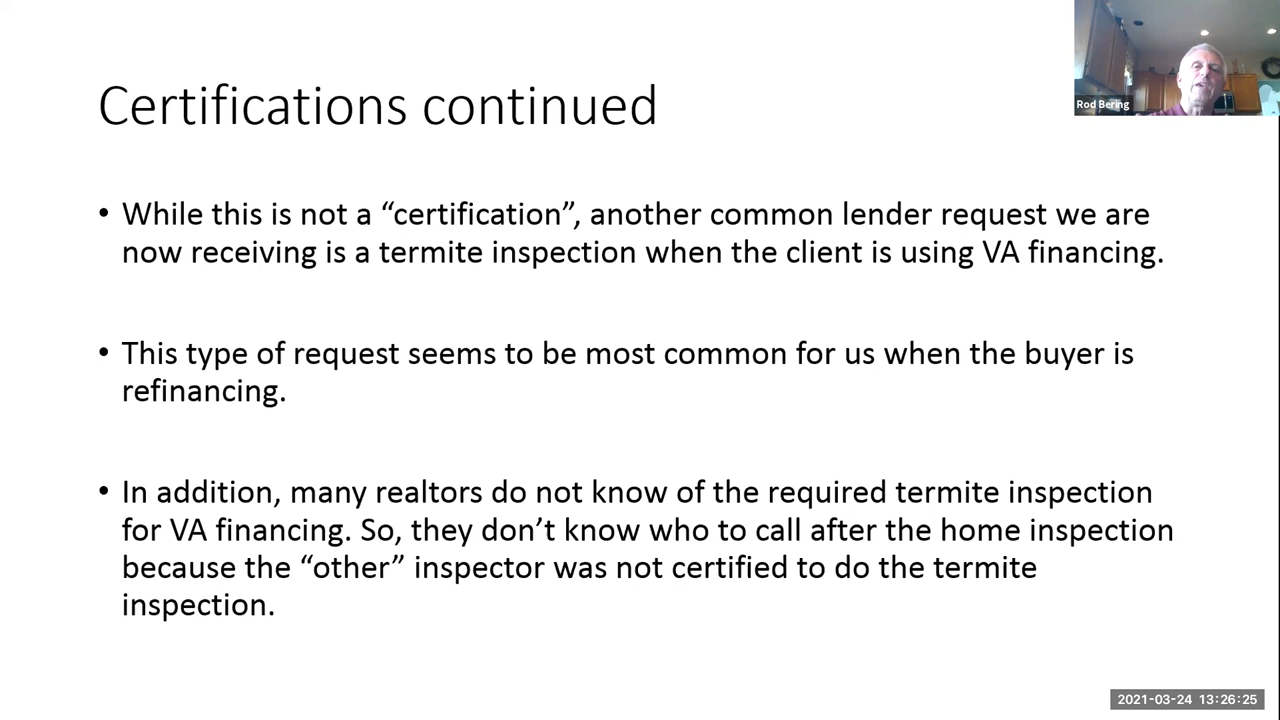 Certifications continued
Rod Bering
• While this is not a “certification”, another common lender request we are
now receiving is a termite inspection when the client is using VA financing.
• This type of request seems to be most common for us when the buyer is
refinancing.
• In addition, many realtors do not know of the required termite inspection
for VA financing. So, they don’t know who to call after the home inspection
because the “other” inspector was not certified to do the termite
inspection.
2021-03-24 13:26:25